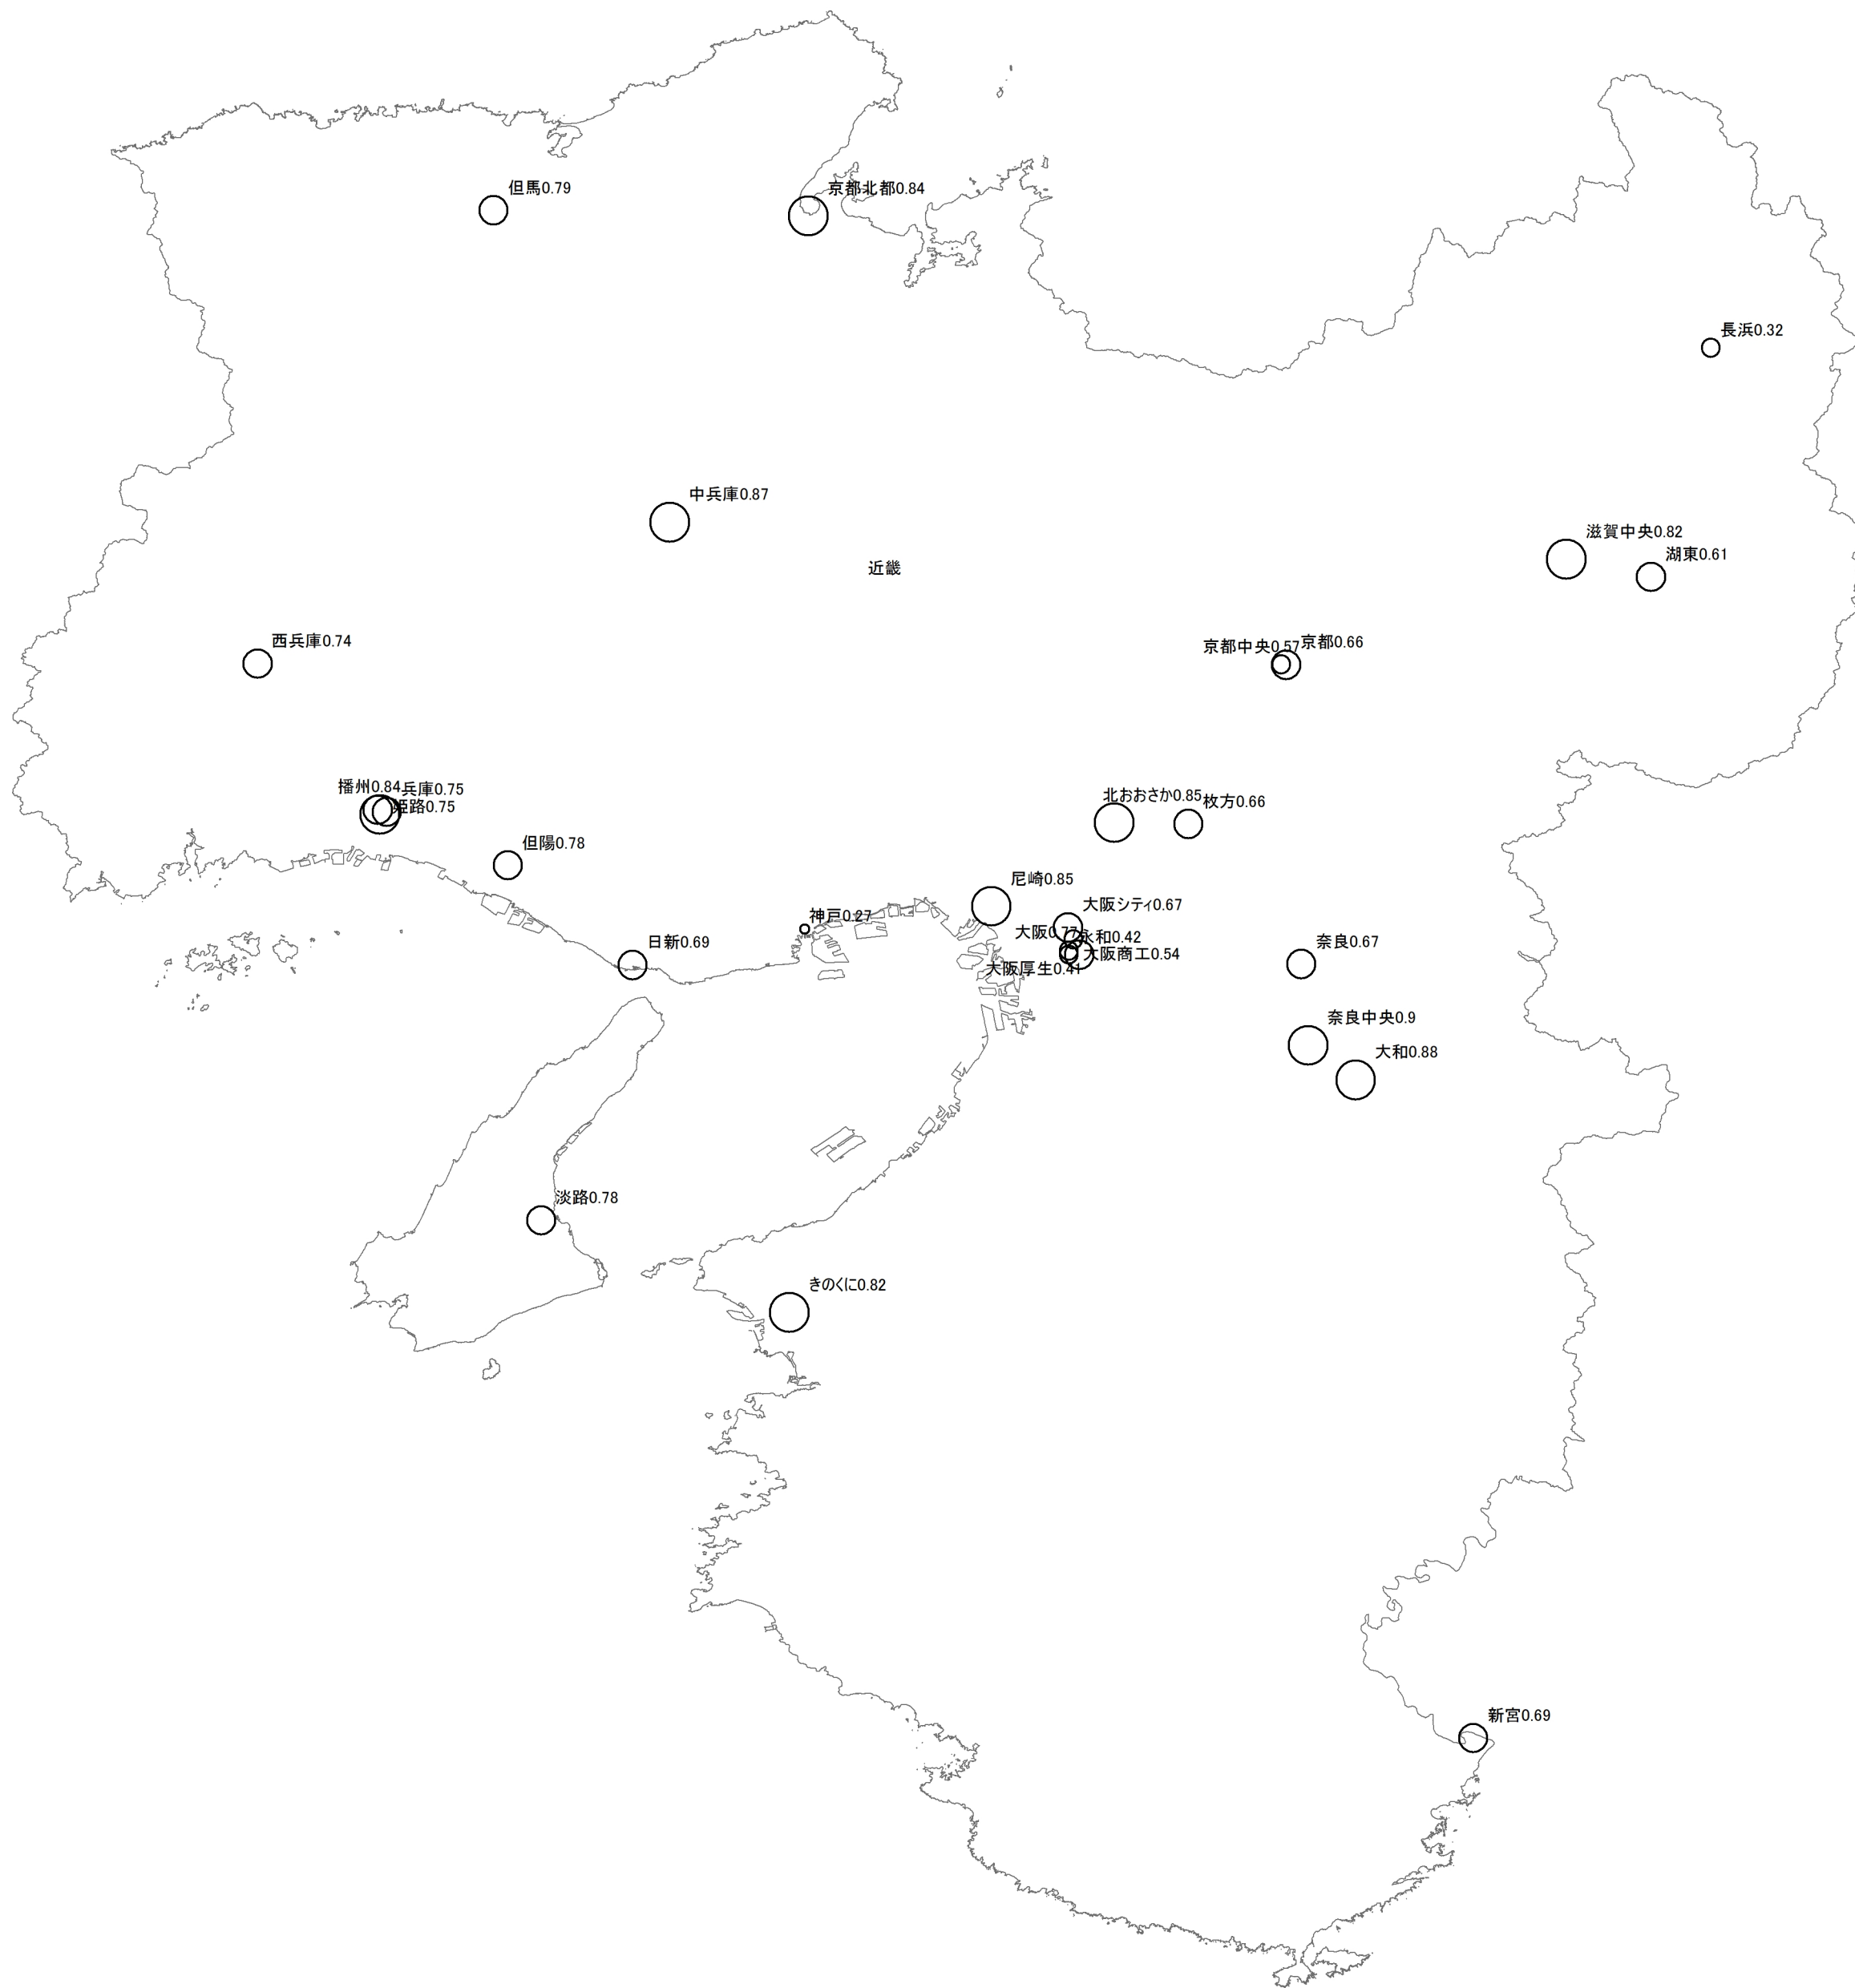 但馬0.79
京都北都0.84
長浜0.32
中兵庫0.87
滋賀中央0.82
湖東0.61
近畿
西兵庫0.74
京都中央0.57
京都0.66
播州0.84
兵庫0.75
姫路0.75
北おおさか0.85
枚方0.66
但陽0.78
尼崎0.85
大阪シティ0.67
神戸0.27
大阪0.77
永和0.42
日新0.69
大阪商工0.54
奈良0.67
大阪厚生0.41
奈良中央0.9
大和0.88
淡路0.78
きのくに0.82
新宮0.69